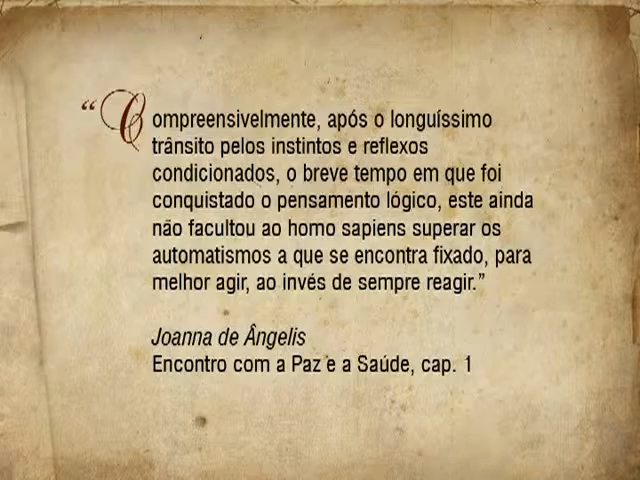 “Compreensivelmente, após o longuíssimo
trânsito pelos instintos e reflexos
condicionados, o breve tempo em que foi
conquistado o pensamento lógico, este ainda
não facultou ao homo sapiens superar os
automatismos a que se encontra fixado, para
melhor agir, ao invés de sempre reagir.”
Joanna de Ângelis
Encontro com a Paz e a Saúde, cap. 1